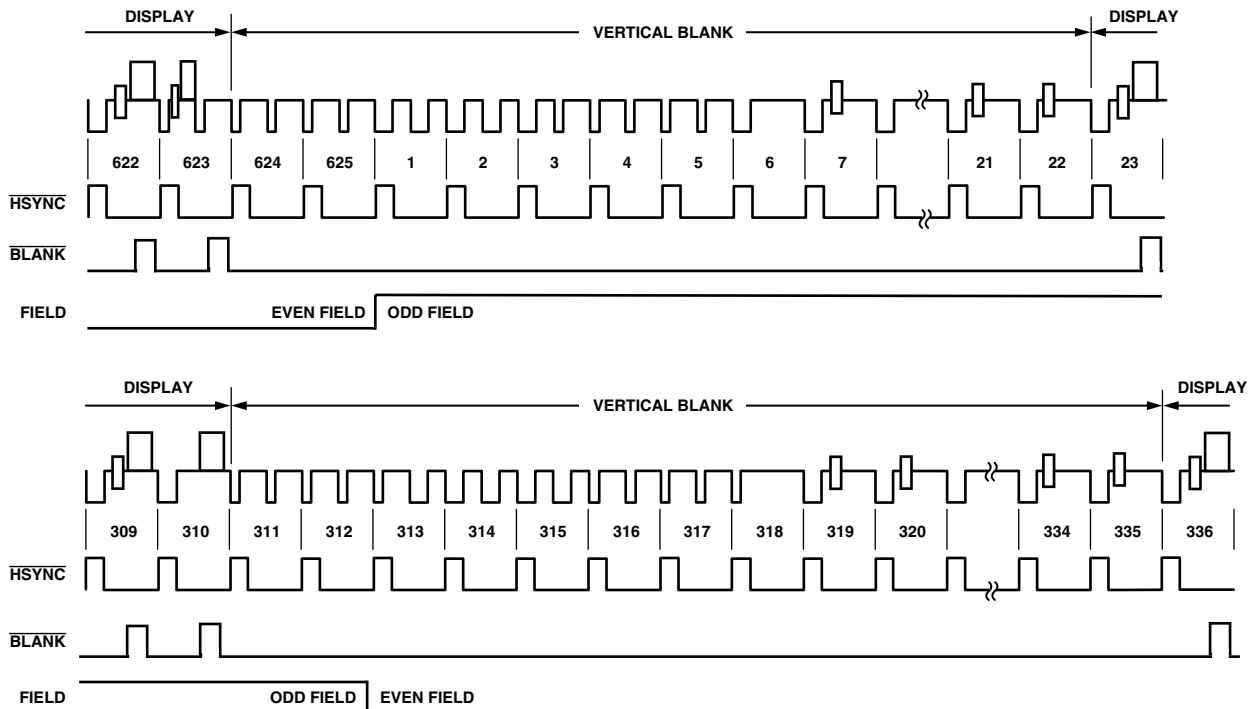 DISPLAY VERTICAL BLANK DISPLAY
622 623 624 625 1 2 3 4 5 6 7 21 22 23
HSYNC
BLANK
FIELD EVEN FIELD ODD FIELD
DISPLAY VERTICAL BLANK DISPLAY
309 310 311 312 313 314 315 316 317 318 319 320 334 335 336
HSYNC
BLANK
FIELD ODD FIELD EVEN FIELD